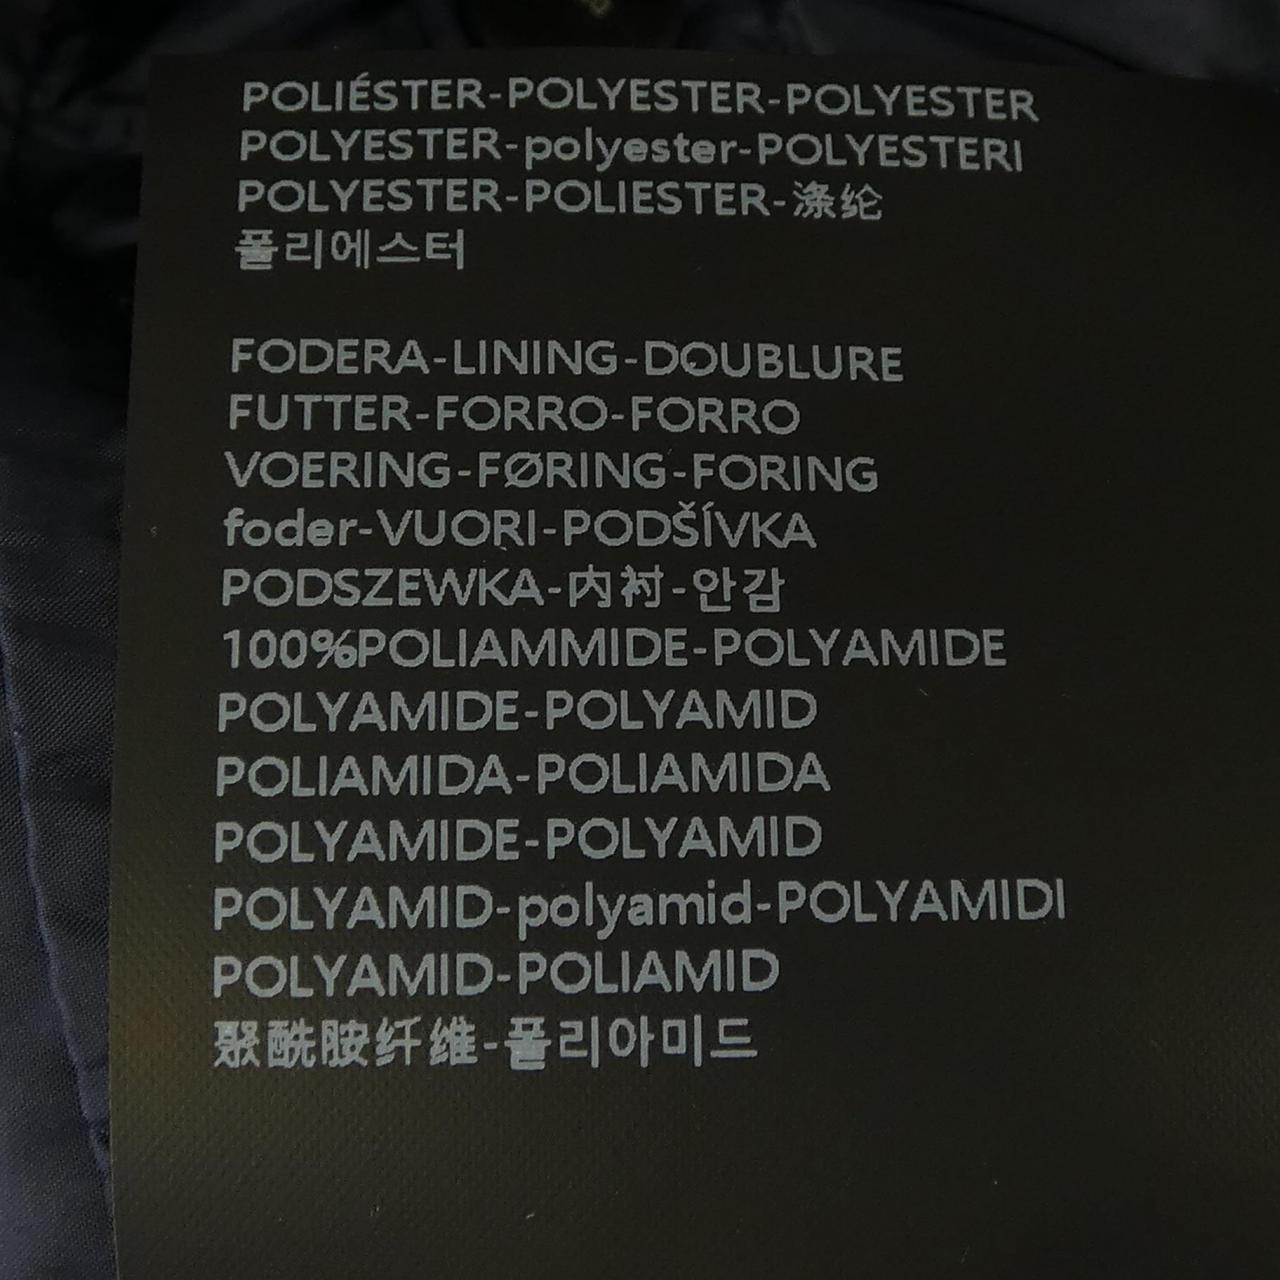 POLIÉSTER-POLYESTER-POLYESTER
POLYESTER-polyester-POLYESTERI
POLYESTER-POLIESTER-涤纶
폴리에스터
FODERA-LINING-DOUBLURE
FUTTER-FORRO-FORRO
VOERING-FØRING-FORING
foder-VUORI-PODŠÍVKA
PODSZEWKA-内衬-안감
100%POLIAMMIDE-POLYAMIDE
POLYAMIDE-POLYAMID
POLIAMIDA-POLIAMIDA
POLYAMIDE-POLYAMID
POLYAMID-polyamid-POLYAMIDI
POLYAMID-POLIAMID
聚酰胺纤维-폴리아미드